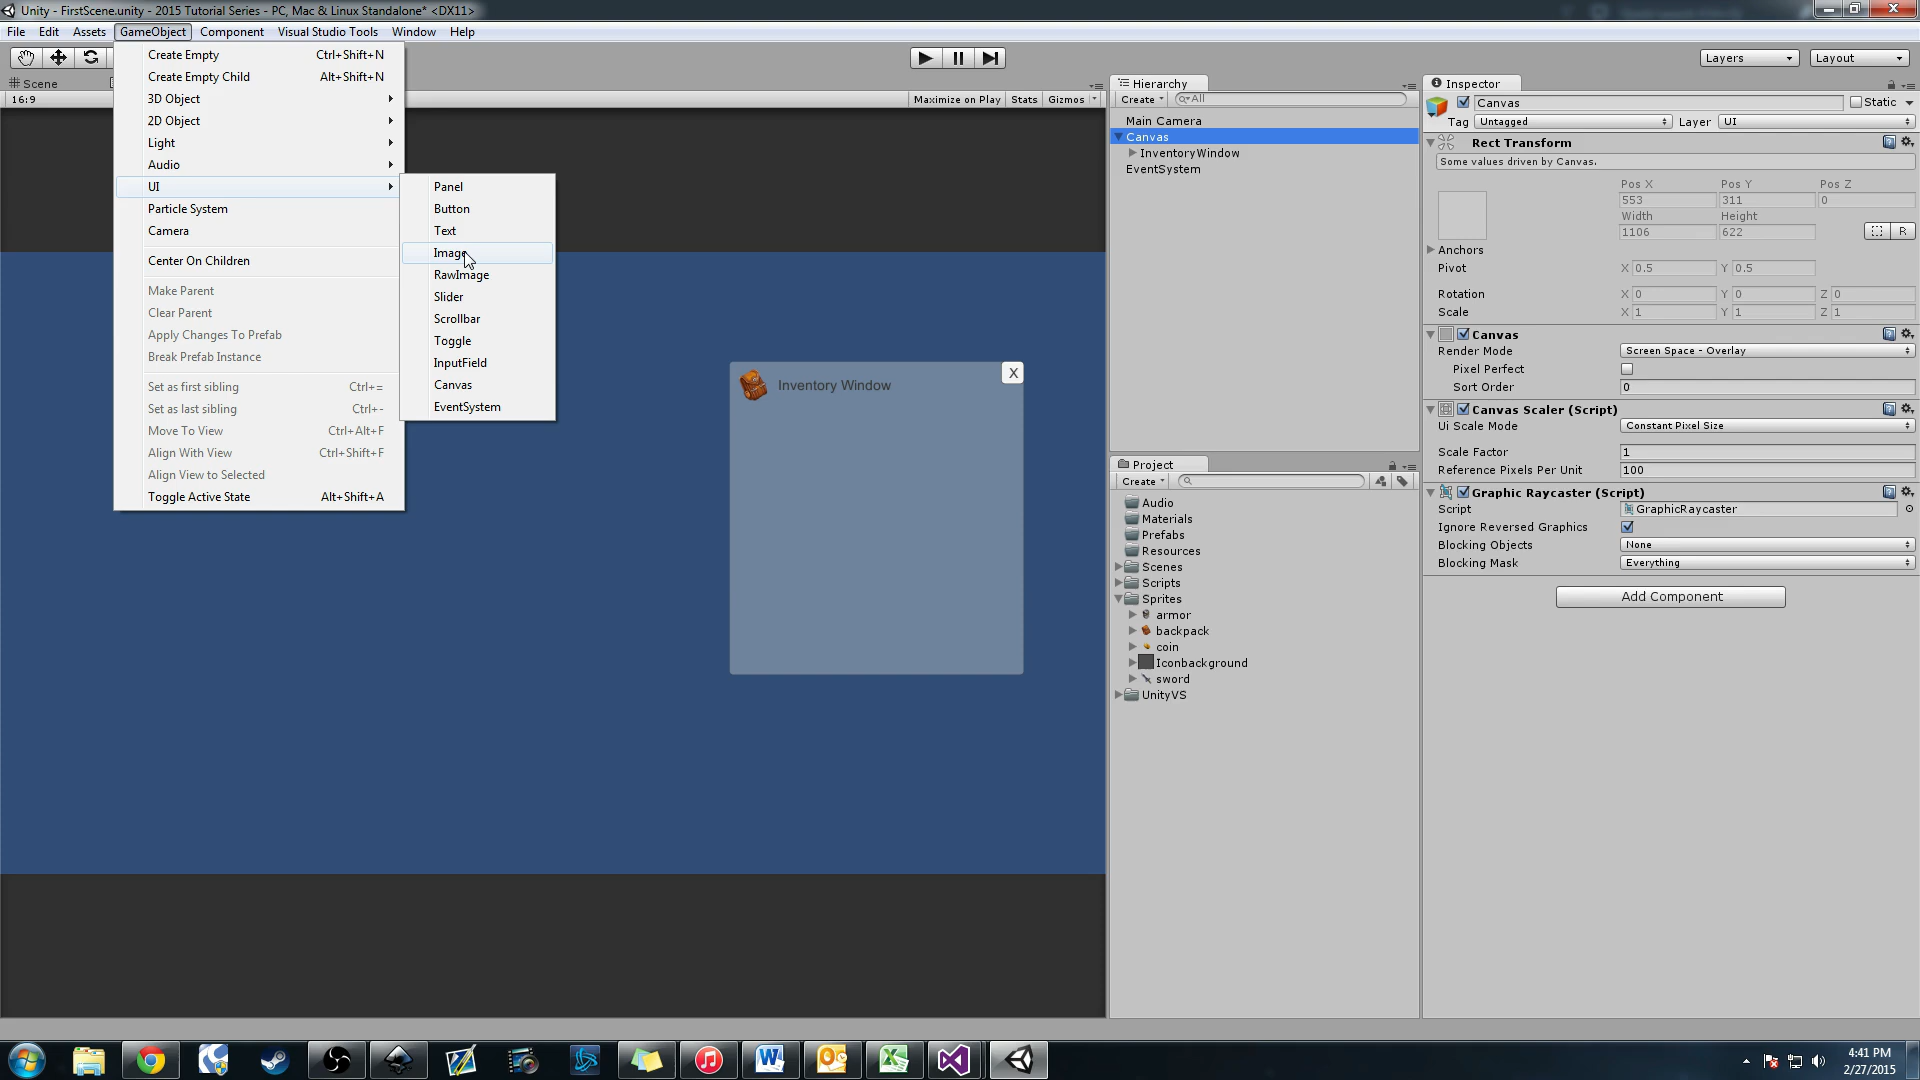 Unity - FirstScene.unity - 2015 Tutorial Series - PC, Mac & Linux Standalone* <DX11>
File Edit Assets GameObject Component Visual Studio Tools Window Help
Create Empty Ctrl+Shift+N
Create Empty Child Alt+Shift+N
3D Object
2D Object
Light
Audio
UI
Particle System
Camera
Center On Children
Make Parent
Clear Parent
Apply Changes To Prefab
Break Prefab Instance
Set as first sibling Ctrl+=
Set as last sibling Ctrl+-
Move To View Ctrl+Alt+F
Align With View Ctrl+Shift+F
Align View to Selected
Toggle Active State Alt+Shift+A
Panel
Button
Text
Image
RawImage
Slider
Scrollbar
Toggle
InputField
Canvas
EventSystem
Layers Layout
Scene
16:9 Maximize on Play Stats Gizmos
X
Inventory Window
Hierarchy
Create All
Main Camera
Canvas
InventoryWindow
EventSystem
Project
Create
Audio
Materials
Prefabs
Resources
Scenes
Scripts
Sprites
armor
backpack
coin
Iconbackground
sword
UnityVS
Inspector
Canvas Static
Tag Untagged Layer UI
Rect Transform
Some values driven by Canvas.
Pos X Pos Y Pos Z
553 311 0
Width Height
1106 622
R
Anchors
Pivot X 0.5 Y 0.5
Rotation X 0 Y 0 Z 0
Scale X 1 Y 1 Z 1
Canvas
Render Mode Screen Space - Overlay
Pixel Perfect
Sort Order 0
Canvas Scaler (Script)
Ui Scale Mode Constant Pixel Size
Scale Factor 1
Reference Pixels Per Unit 100
Graphic Raycaster (Script)
Script GraphicRaycaster
Ignore Reversed Graphics
Blocking Objects None
Blocking Mask Everything
Add Component
4:41 PM
2/27/2015